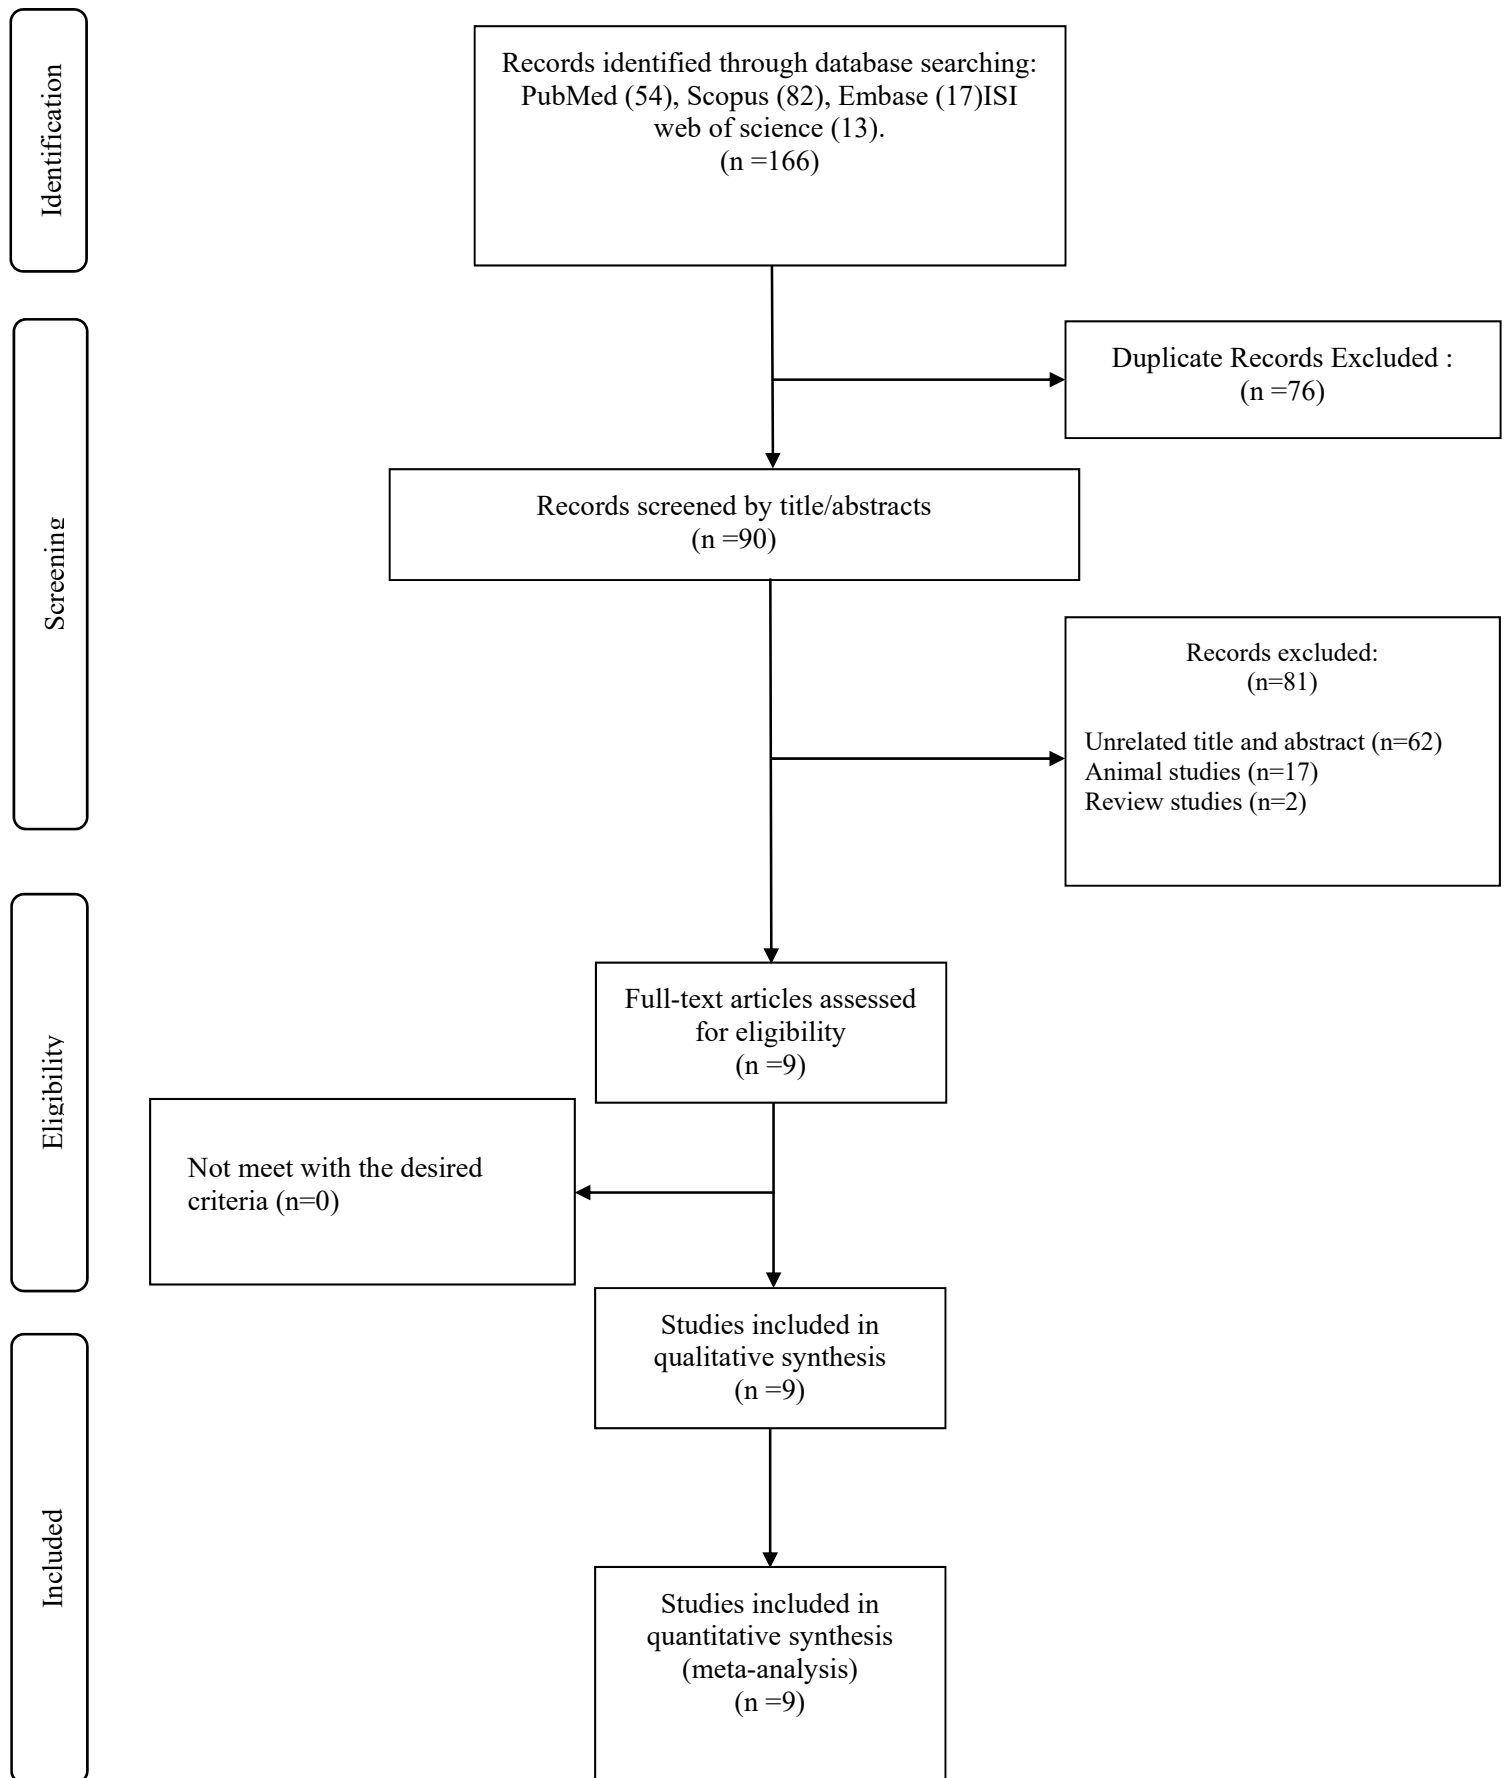 Identification
Records identified through database searching:
PubMed (54), Scopus (82), Embase (17)ISI
web of science (13).
(n =166)
Screening
Duplicate Records Excluded :
(n =76)
Records screened by title/abstracts
(n =90)
Records excluded:
(n=81)
Unrelated title and abstract (n=62)
Animal studies (n=17)
Review studies (n=2)
Eligibility
Full-text articles assessed
for eligibility
(n =9)
Not meet with the desired
criteria (n=0)
Studies included in
qualitative synthesis
(n =9)
Included
Studies included in
quantitative synthesis
(meta-analysis)
(n =9)